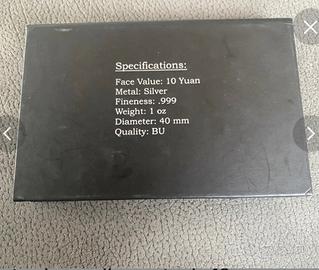 Specifications:
Face Value: 10 Yuan
Metal: Silver
Fineness: .999
Weight: 1 oz
Diameter: 40 mm
Quality: BU